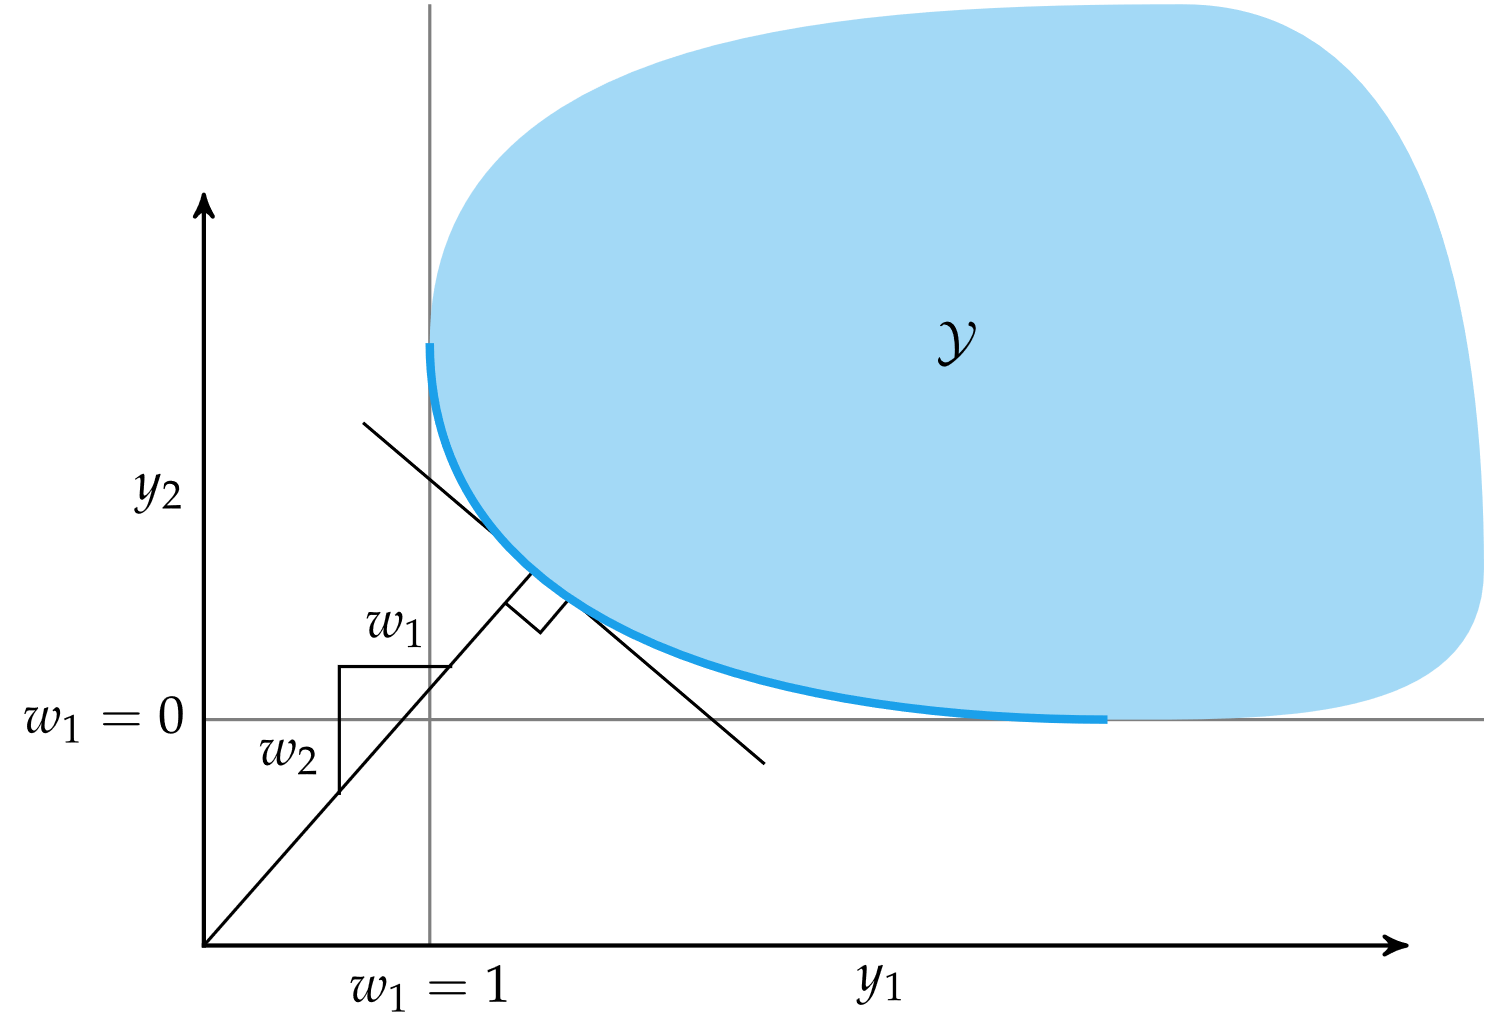 𝒴
y₂
w₁
w₁ = 0
w₂
w₁ = 1
y₁